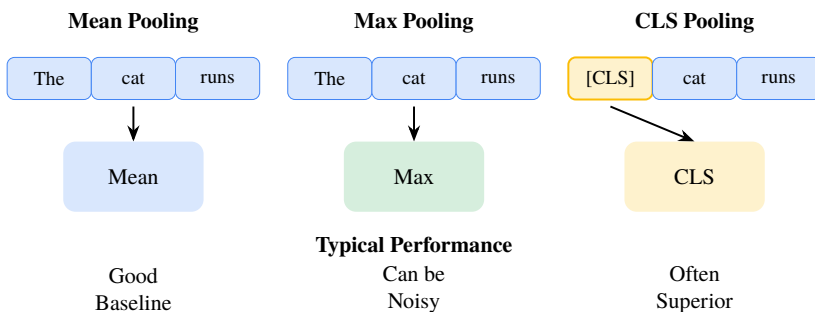 Mean Pooling Max Pooling CLS Pooling
The cat runs The cat runs [CLS] cat runs
Mean Max CLS
Typical Performance
Good Can be Often
Baseline Noisy Superior